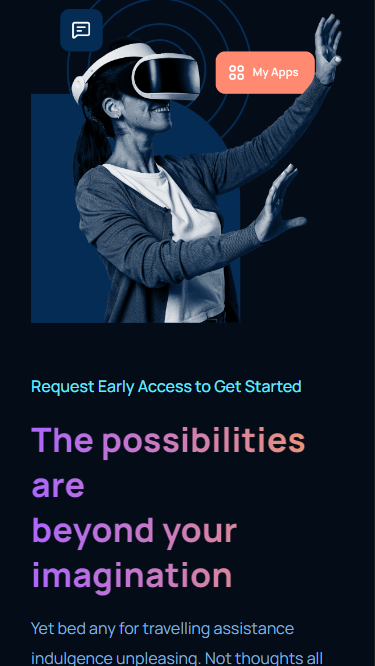 My Apps
Request Early Access to Get Started
The possibilities
are
beyond your
imagination
Yet bed any for travelling assistance
indulgence unpleasing. Not thoughts all